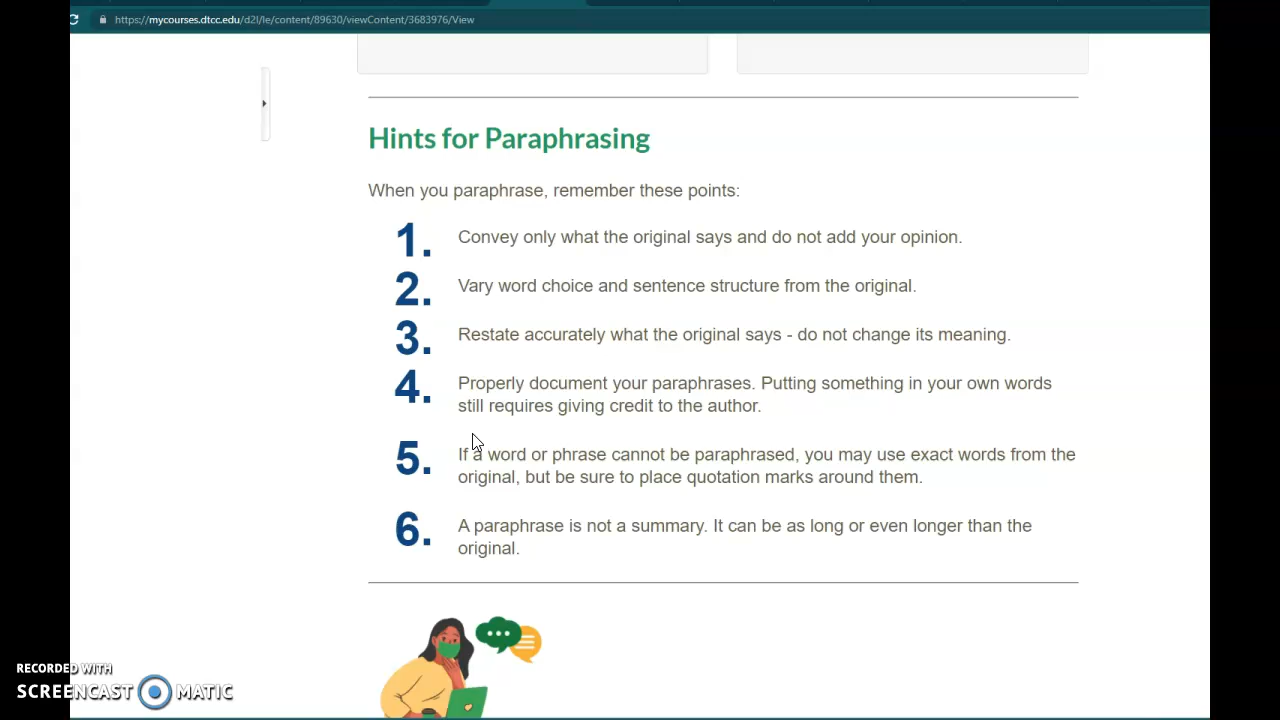 https://mycourses.dtcc.edu/d2l/le/content/89630/viewContent/3683976/View
Hints for Paraphrasing
When you paraphrase, remember these points:
1. Convey only what the original says and do not add your opinion.
2. Vary word choice and sentence structure from the original.
3. Restate accurately what the original says - do not change its meaning.
4. Properly document your paraphrases. Putting something in your own words
still requires giving credit to the author.
5. If a word or phrase cannot be paraphrased, you may use exact words from the
original, but be sure to place quotation marks around them.
6. A paraphrase is not a summary. It can be as long or even longer than the
original.
RECORDED WITH
SCREENCAST MATIC